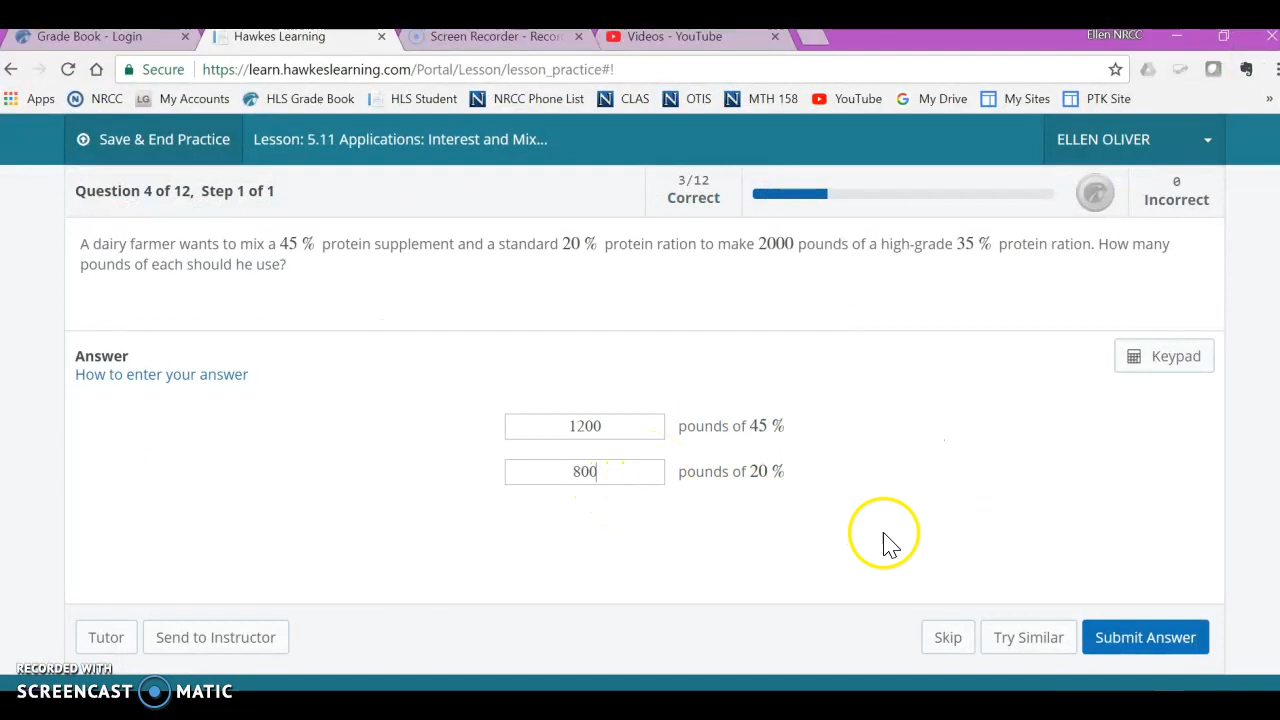 Grade Book - Login
Hawkes Learning
Screen Recorder - Recor
Videos - YouTube
Ellen NRCC
Secure
https://learn.hawkeslearning.com/Portal/Lesson/lesson_practice#!
Apps
NRCC
LG My Accounts
HLS Grade Book
HLS Student
NRCC Phone List
CLAS
OTIS
MTH 158
YouTube
My Drive
My Sites
PTK Site
»
Save & End Practice
Lesson: 5.11 Applications: Interest and Mix...
ELLEN OLIVER
Question 4 of 12, Step 1 of 1
3/12
Correct
0
Incorrect
A dairy farmer wants to mix a 45 % protein supplement and a standard 20 % protein ration to make 2000 pounds of a high-grade 35 % protein ration. How many
pounds of each should he use?
Answer
How to enter your answer
Keypad
1200 pounds of 45 %
800 pounds of 20 %
Tutor
Send to Instructor
Skip
Try Similar
Submit Answer
RECORDED WITH
SCREENCAST MATIC